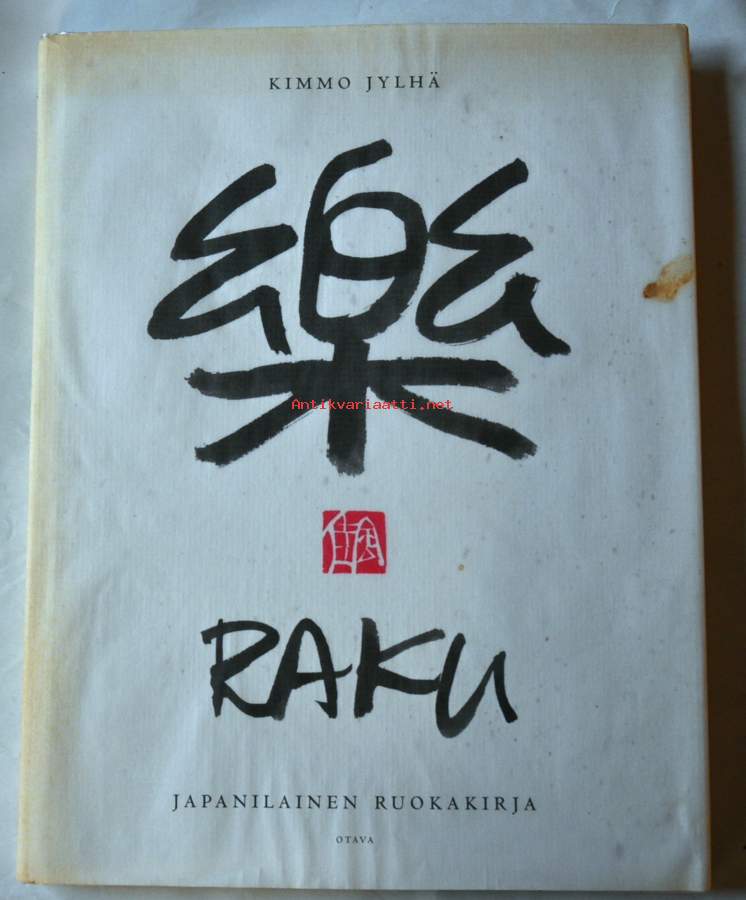 KIMMO JYLHÄ
樂
Antikvariaatti.net
RAKU
JAPANILAINEN RUOKAKIRJA
OTAVA